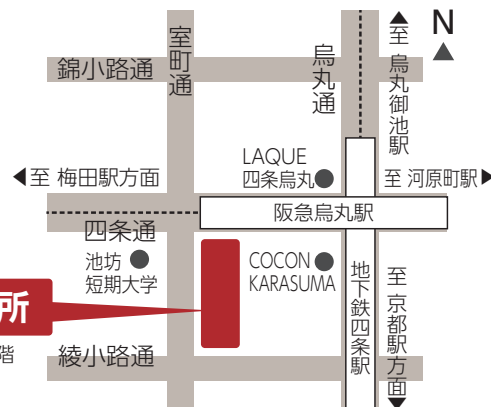 N
至 烏丸御池駅
室町通
烏丸通
錦小路通
LAQUE
四条烏丸
至 梅田駅方面
至 河原町駅
阪急烏丸駅
四条通
池坊
短期大学
COCON
KARASUMA
地下鉄四条駅
至 京都駅方面
所
階
綾小路通